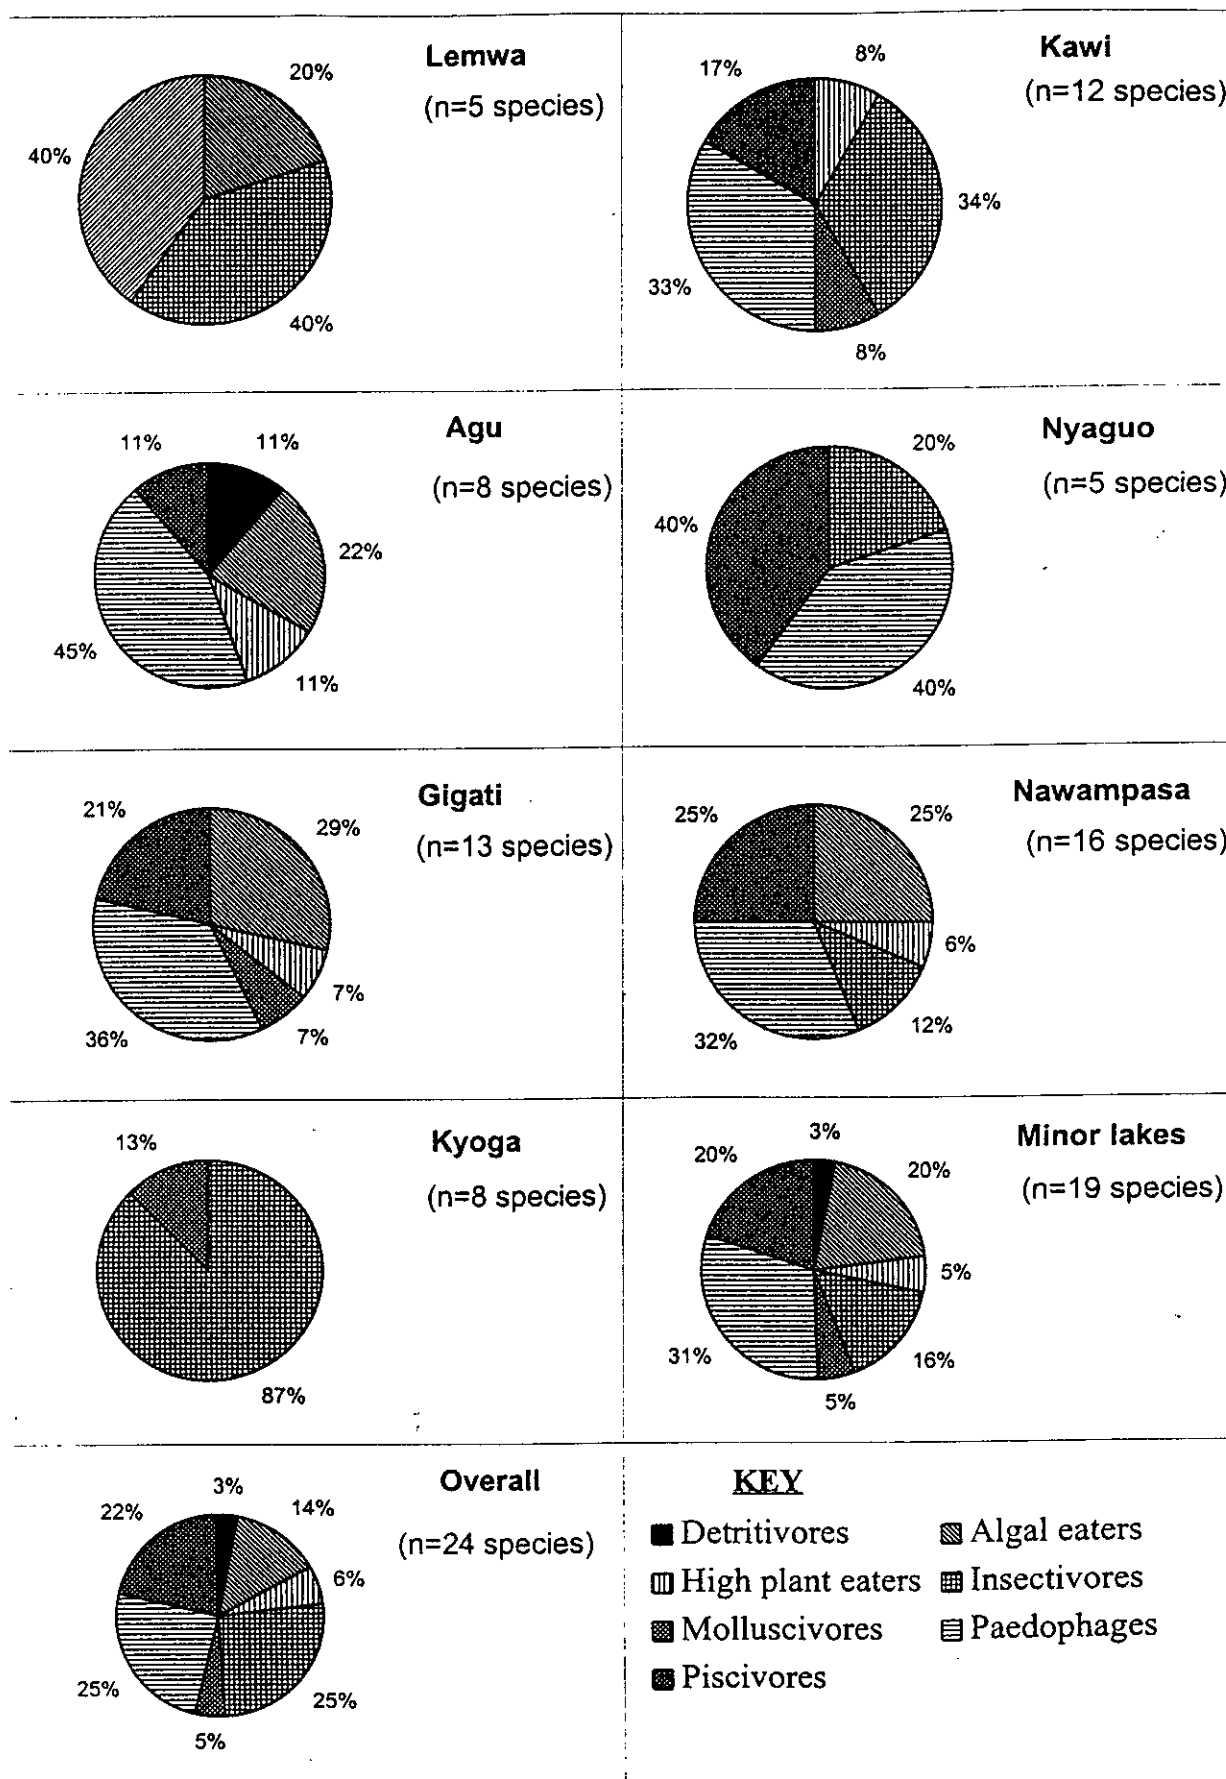 Lemwa
(n=5 species)
20%
40%
40%
Kawi
(n=12 species)
17%
8%
34%
33%
8%
Agu
(n=8 species)
11%
11%
22%
45%
11%
Nyaguo
(n=5 species)
20%
40%
40%
Gigati
(n=13 species)
21%
29%
7%
36%
7%
Nawampasa
(n=16 species)
25%
25%
6%
32%
12%
Kyoga
(n=8 species)
13%
87%
Minor lakes
(n=19 species)
20%
3%
20%
5%
31%
16%
5%
Overall
(n=24 species)
22%
3%
14%
6%
25%
25%
5%
KEY
Detritivores
Algal eaters
High plant eaters
Insectivores
Molluscivores
Paedophages
Piscivores